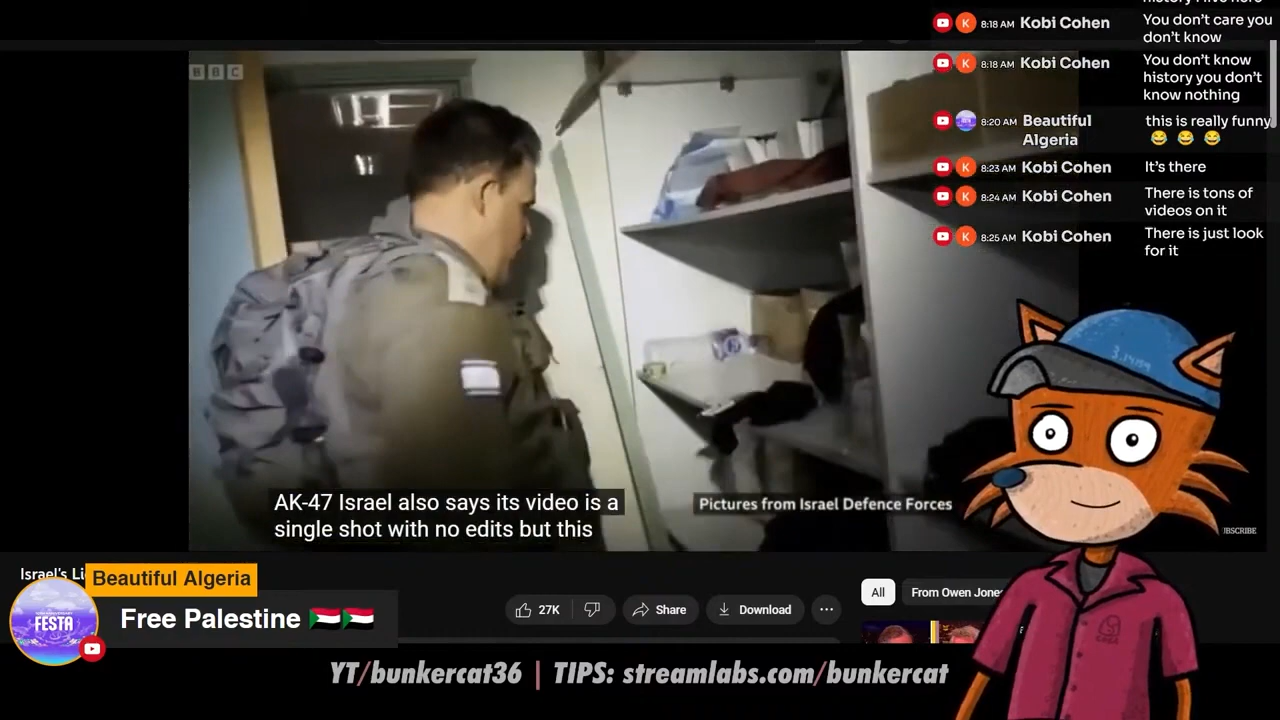 8:18 AM Kobi Cohen You don't care you
don't know
8:18 AM Kobi Cohen You don't know
history you don't
know nothing
8:20 AM Beautiful
Algeria this is really funny
8:23 AM Kobi Cohen It's there
8:24 AM Kobi Cohen There is tons of
videos on it
8:25 AM Kobi Cohen There is just look
for it
BBC
3.14159
AK-47 Israel also says its video is a
single shot with no edits but this
Pictures from Israel Defence Forces
Israel's
Beautiful Algeria
FESTA
Free Palestine
27K
Share
Download
All
From Owen Jone
YT/bunkercat36 | TIPS: streamlabs.com/bunkercat